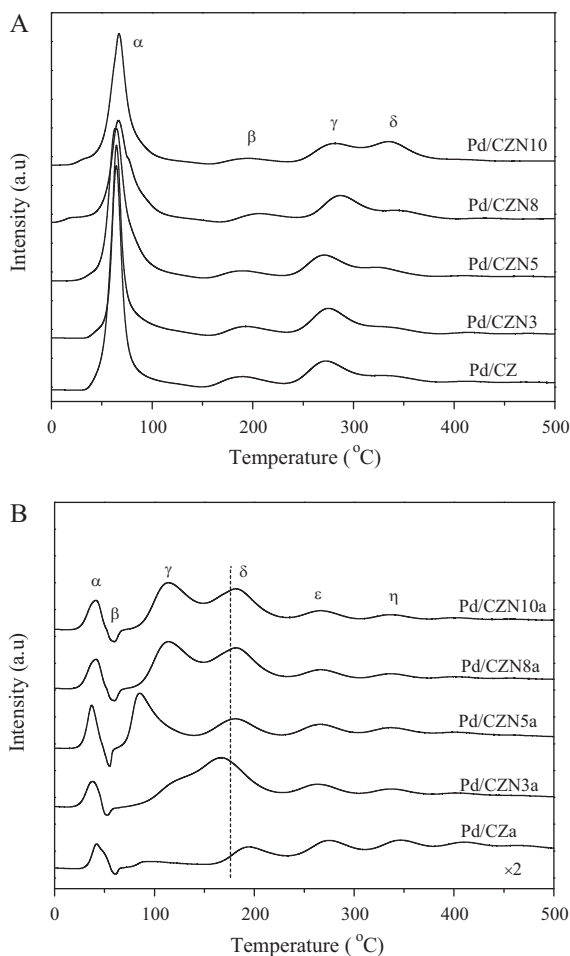 A
α
β
γ
δ
Pd/CZN10
Pd/CZN8
Pd/CZN5
Pd/CZN3
Pd/CZ
Intensity (a.u)
0 100 200 300 400 500
Temperature (°C)
B
α
β
γ
δ
ε
η
Pd/CZN10a
Pd/CZN8a
Pd/CZN5a
Pd/CZN3a
Pd/CZa
×2
Intensity (a.u)
0 100 200 300 400 500
Temperature (°C)